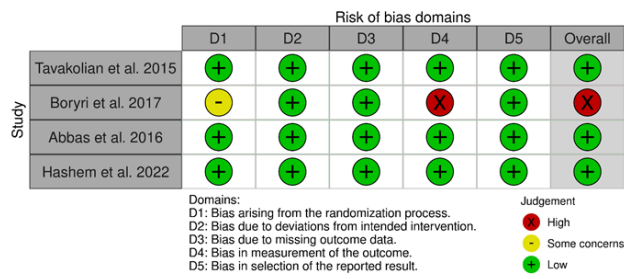 Risk of bias domains
D1 D2 D3 D4 D5 Overall
Study
Tavakolian et al. 2015 + + + + + +
Boryri et al. 2017 - + + X + X
Abbas et al. 2016 + + + + + +
Hashem et al. 2022 + + + + + +
Domains:
D1: Bias arising from the randomization process.
D2: Bias due to deviations from intended intervention.
D3: Bias due to missing outcome data.
D4: Bias in measurement of the outcome.
D5: Bias in selection of the reported result.
Judgement
X High
- Some concerns
+ Low